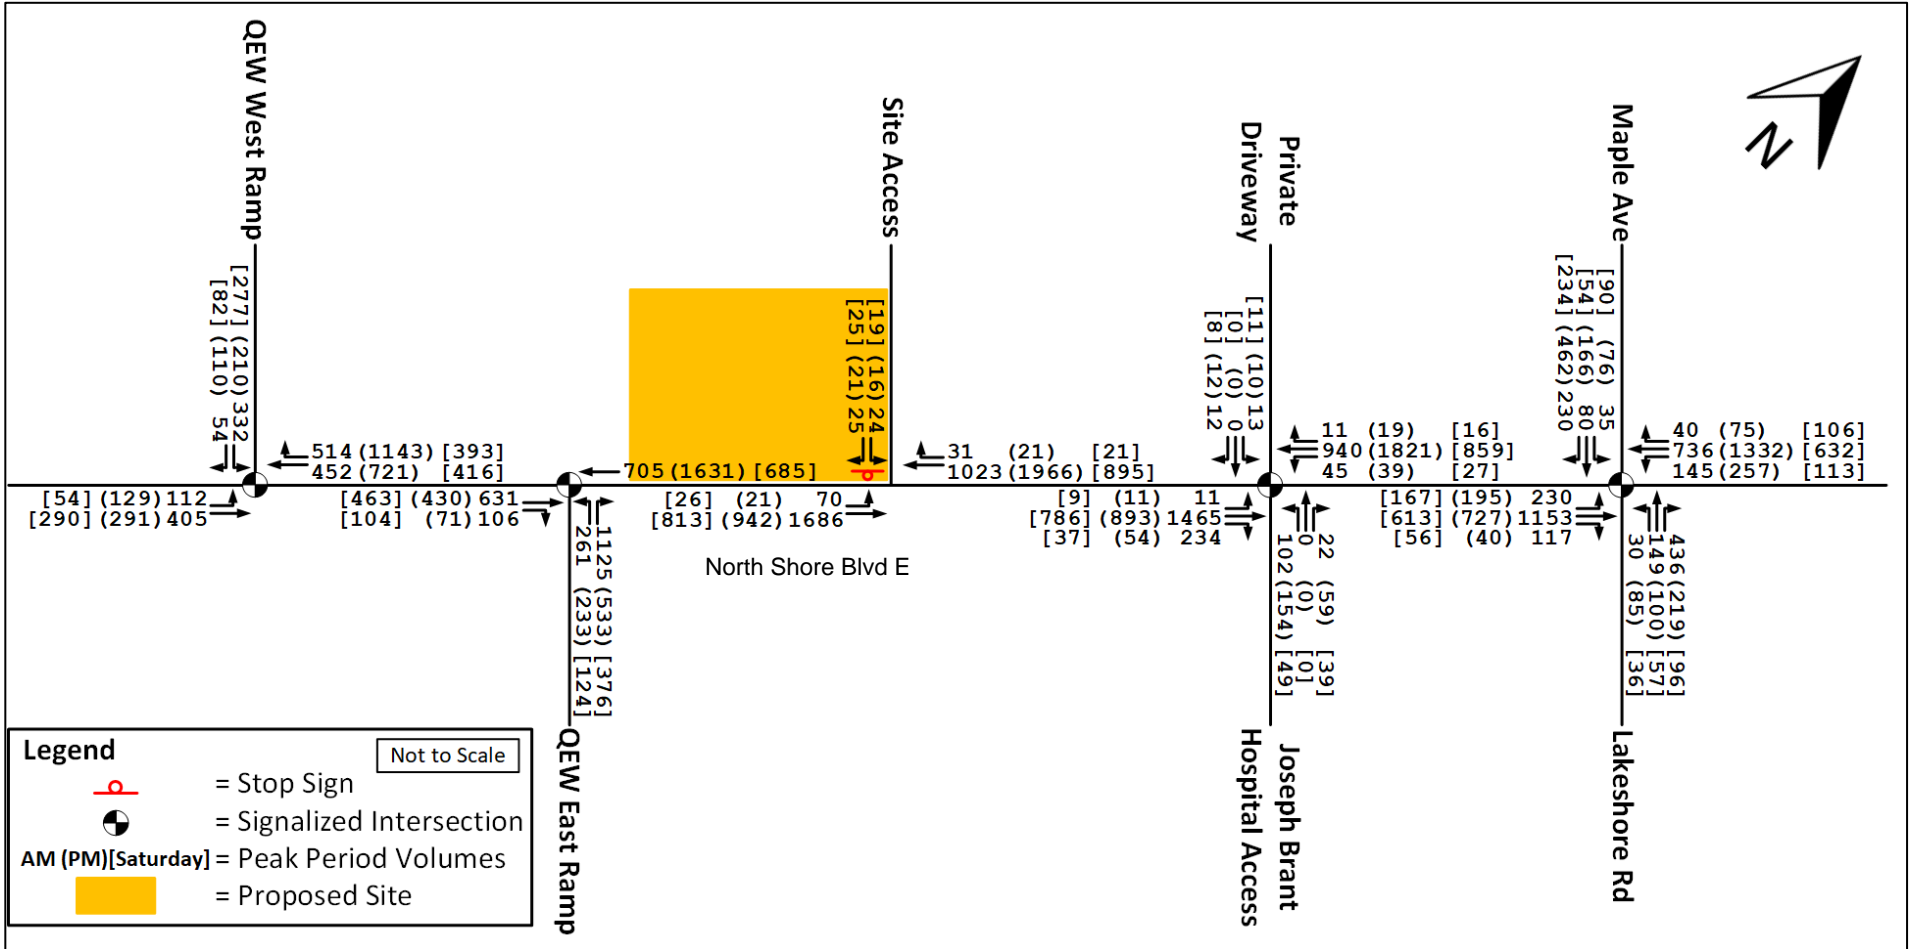 QEW West Ramp
Site Access
Private
Driveway
Maple Ave
N
[277] (210) 332
[82] (110) 54
[19] (16) 24
[25] (21) 25
[11] (10) 13
[0] (0) 0
[8] (12) 12
[90] (76) 35
[54] (166) 80
[234] (462) 230
514 (1143) [393]
452 (721) [416]
705 (1631) [685]
31 (21) [21]
1023 (1966) [895]
11 (19) [16]
940 (1821) [859]
45 (39) [27]
40 (75) [106]
736 (1332) [632]
145 (257) [113]
[54] (129) 112
[290] (291) 405
[463] (430) 631
[104] (71) 106
[26] (21) 70
[813] (942) 1686
[9] (11) 11
[786] (893) 1465
[37] (54) 234
[167] (195) 230
[613] (727) 1153
[56] (40) 117
1125 (533) [376]
261 (233) [124]
22 (59) [39]
0 (0) [0]
102 (154) [49]
436 (219) [96]
149 (100) [57]
30 (85) [36]
North Shore Blvd E
QEW East Ramp
Joseph Brant
Hospital Access
Lakeshore Rd
Legend
Not to Scale
= Stop Sign
= Signalized Intersection
AM (PM)[Saturday] = Peak Period Volumes
= Proposed Site